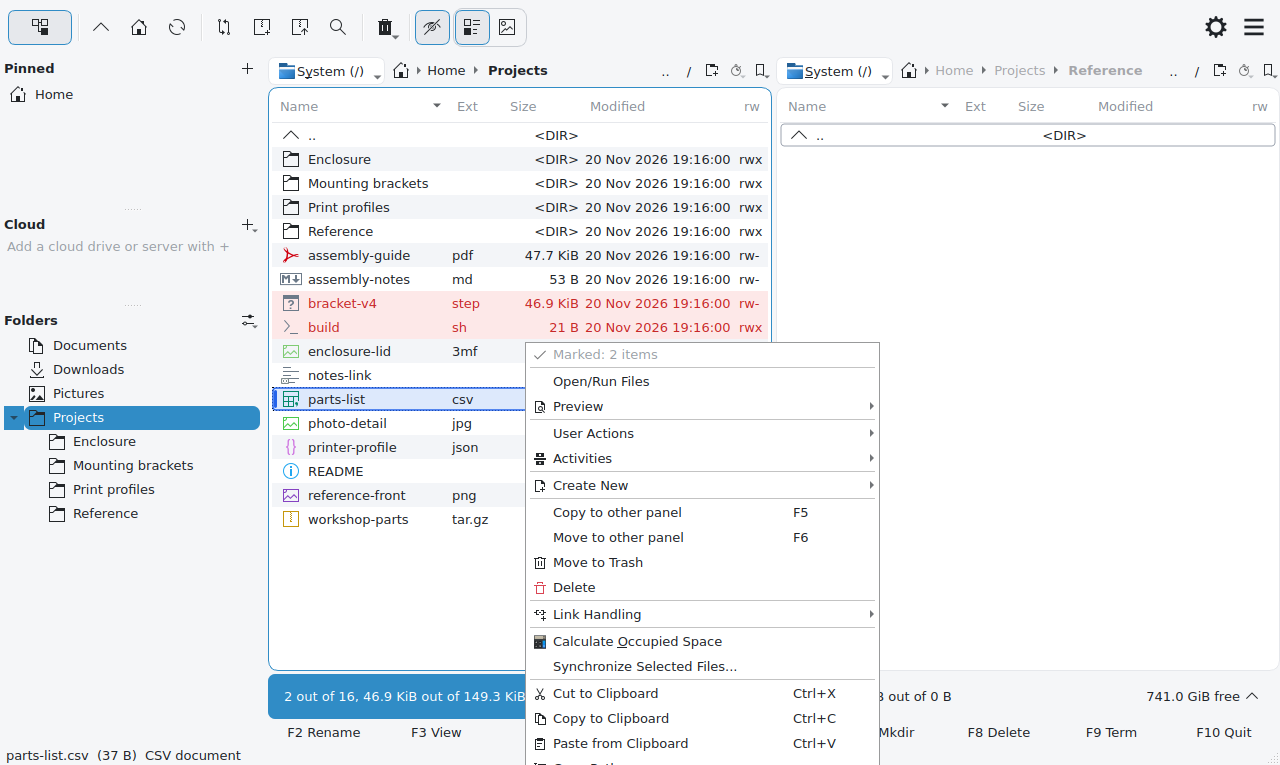 System (/)
Home
Projects
..
/
System (/)
Home
Projects
Reference
..
/
Pinned
Home
Cloud
Add a cloud drive or server with +
Folders
Documents
Downloads
Pictures
Projects
Enclosure
Mounting brackets
Print profiles
Reference
Name Ext Size Modified rw
.. <DIR>
Enclosure <DIR> 20 Nov 2026 19:16:00 rwx
Mounting brackets <DIR> 20 Nov 2026 19:16:00 rwx
Print profiles <DIR> 20 Nov 2026 19:16:00 rwx
Reference <DIR> 20 Nov 2026 19:16:00 rwx
assembly-guide pdf 47.7 KiB 20 Nov 2026 19:16:00 rw-
assembly-notes md 53 B 20 Nov 2026 19:16:00 rw-
bracket-v4 step 46.9 KiB 20 Nov 2026 19:16:00 rw-
build sh 21 B 20 Nov 2026 19:16:00 rwx
enclosure-lid 3mf
notes-link
parts-list csv
photo-detail jpg
printer-profile json
README
reference-front png
workshop-parts tar.gz
Name Ext Size Modified rw
.. <DIR>
Marked: 2 items
Open/Run Files
Preview
User Actions
Activities
Create New
Copy to other panel F5
Move to other panel F6
Move to Trash
Delete
Link Handling
Calculate Occupied Space
Synchronize Selected Files...
Cut to Clipboard Ctrl+X
Copy to Clipboard Ctrl+C
Paste from Clipboard Ctrl+V
2 out of 16, 46.9 KiB out of 149.3 KiB
B out of 0 B
741.0 GiB free
F2 Rename
F3 View
Mkdir
F8 Delete
F9 Term
F10 Quit
parts-list.csv (37 B) CSV document